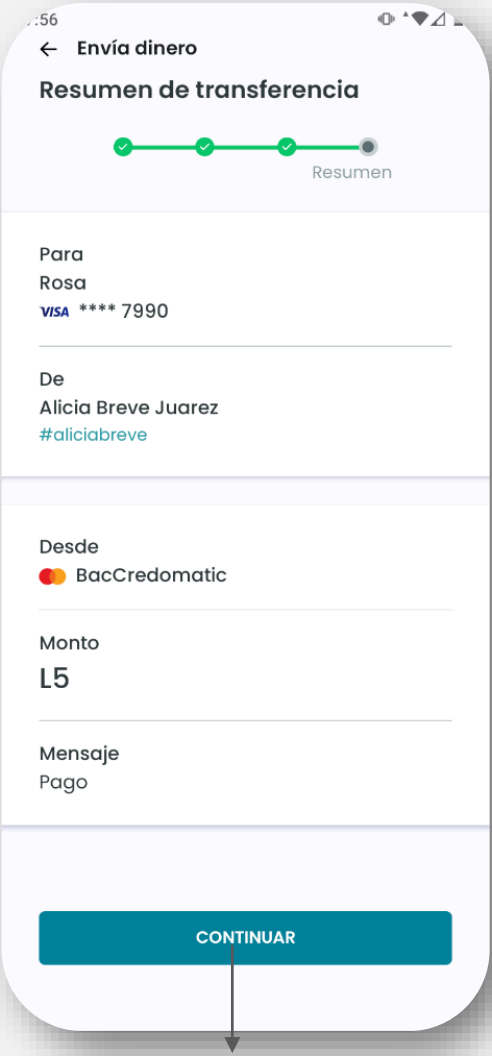 :56
Envía dinero
Resumen de transferencia
Resumen
Para
Rosa
VISA **** 7990
De
Alicia Breve Juarez
#aliciabreve
Desde
BacCredomatic
Monto
L5
Mensaje
Pago
CONTINUAR